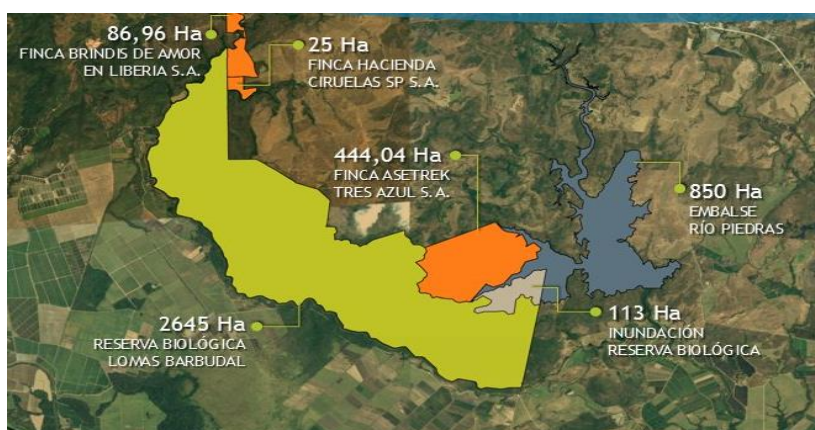 86,96 Ha
FINCA BRINDIS DE AMOR
EN LIBERIA S.A.
25 Ha
FINCA HACIENDA
CIRUELAS SP S.A.
444,04 Ha
FINCA ASETREK
TRES AZUL S.A.
850 Ha
EMBALSE
RÍO PIEDRAS
2645 Ha
RESERVA BIOLÓGICA
LOMAS BARBUDAL
113 Ha
INUNDACIÓN
RESERVA BIOLÓGICA